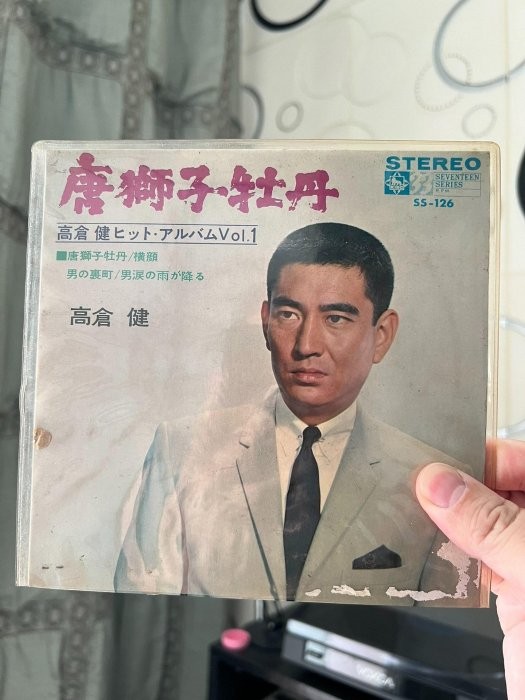 唐獅子牡丹
STEREO
33
SEVENTEEN
SERIES
SS-126
高倉 健ヒット・アルバムVol.1
■唐獅子牡丹/横顔
男の裏町/男涙の雨が降る
高倉 健